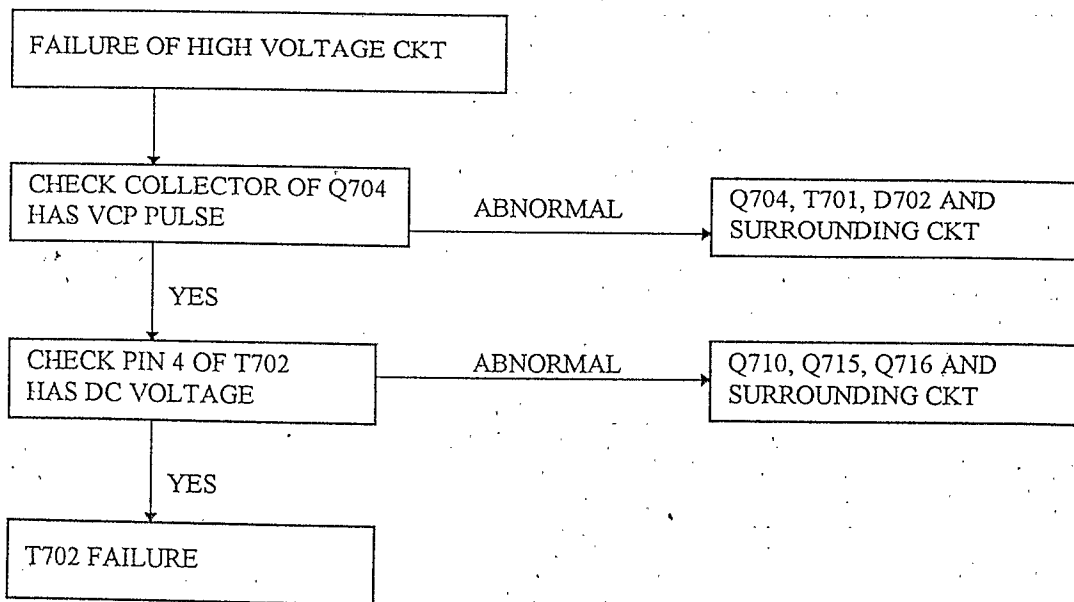 FAILURE OF HIGH VOLTAGE CKT
CHECK COLLECTOR OF Q704
HAS VCP PULSE
ABNORMAL
Q704, T701, D702 AND
SURROUNDING CKT
YES
CHECK PIN 4 OF T702
HAS DC VOLTAGE
ABNORMAL
Q710, Q715, Q716 AND
SURROUNDING CKT
YES
T702 FAILURE